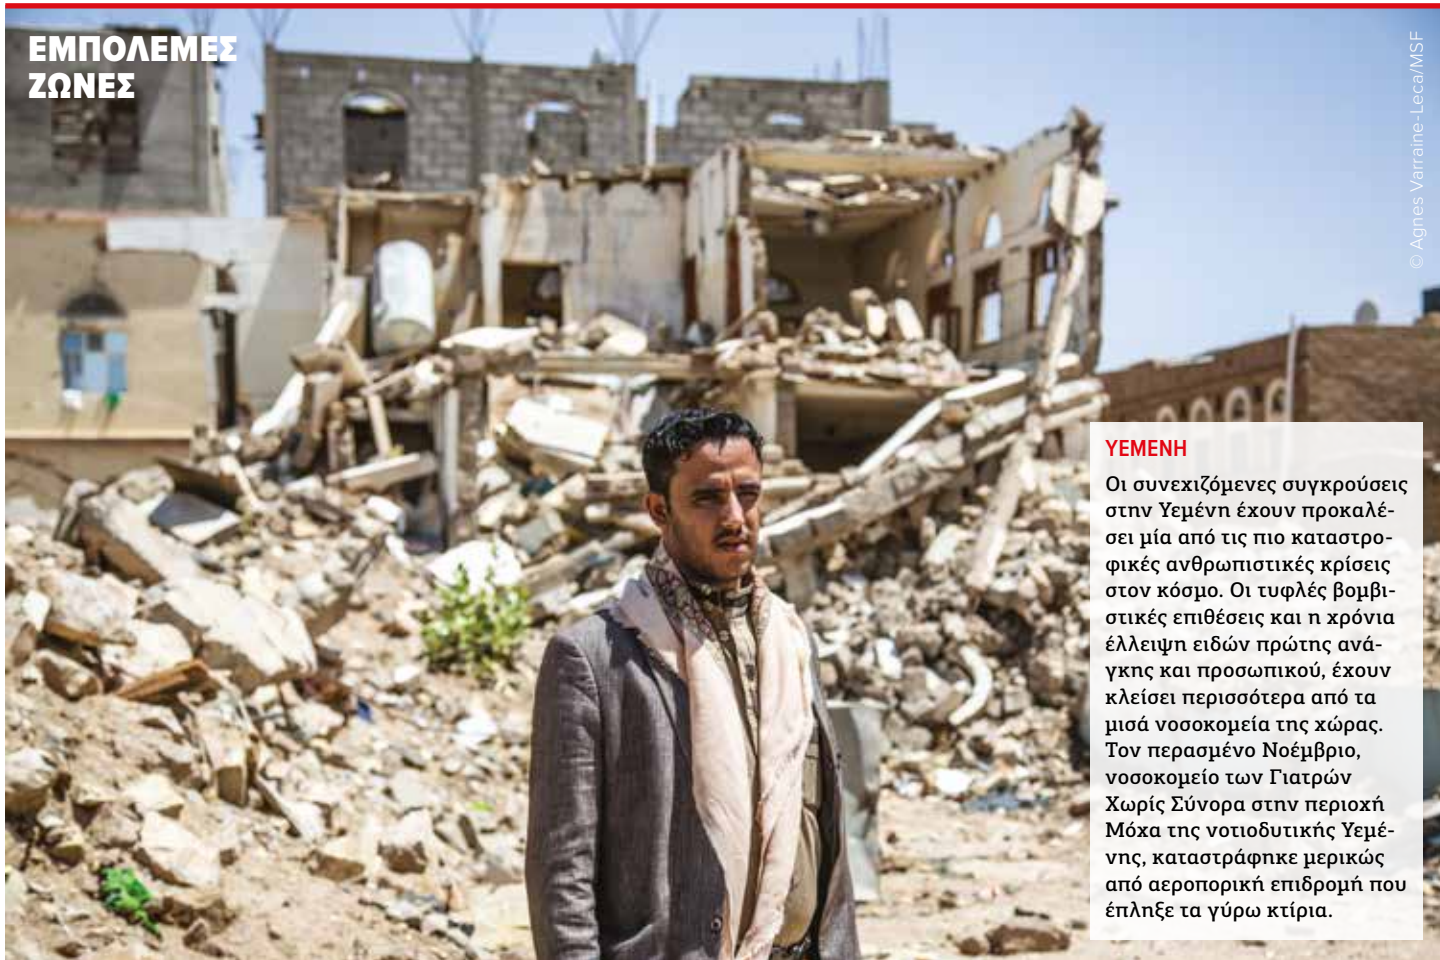 ΕΜΠΟΛΕΜΕΣ
ΖΩΝΕΣ
© Agnes Varraine-Leca/MSF
ΥΕΜΕΝΗ
Οι συνεχιζόμενες συγκρούσεις
στην Υεμένη έχουν προκαλέ-
σει μία από τις πιο καταστρο-
φικές ανθρωπιστικές κρίσεις
στον κόσμο. Οι τυφλές βομβι-
στικές επιθέσεις και η χρόνια
έλλειψη ειδών πρώτης ανά-
γκης και προσωπικού, έχουν
κλείσει περισσότερα από τα
μισά νοσοκομεία της χώρας.
Τον περασμένο Νοέμβριο,
νοσοκομείο των Γιατρών
Χωρίς Σύνορα στην περιοχή
Μόχα της νοτιοδυτικής Υεμέ-
νης, καταστράφηκε μερικώς
από αεροπορική επιδρομή που
έπληξε τα γύρω κτίρια.